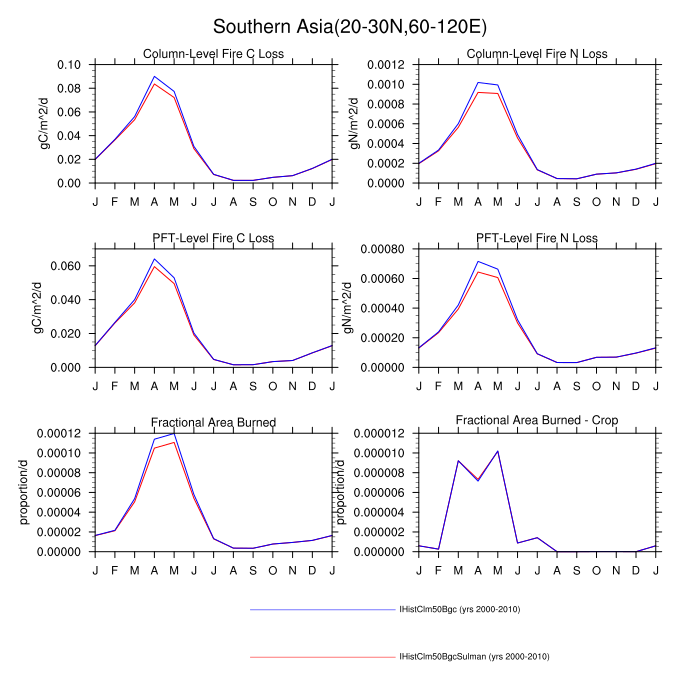 Southern Asia(20-30N,60-120E)
Column-Level Fire C Loss
gC/m^2/d
0.10
0.08
0.06
0.04
0.02
0.00
J F M A M J J A S O N D J
Column-Level Fire N Loss
gN/m^2/d
0.0012
0.0010
0.0008
0.0006
0.0004
0.0002
0.0000
J F M A M J J A S O N D J
PFT-Level Fire C Loss
gC/m^2/d
0.060
0.040
0.020
0.000
J F M A M J J A S O N D J
PFT-Level Fire N Loss
gN/m^2/d
0.00080
0.00060
0.00040
0.00020
0.00000
J F M A M J J A S O N D J
Fractional Area Burned
proportion/d
0.00012
0.00010
0.00008
0.00006
0.00004
0.00002
0.00000
J F M A M J J A S O N D J
Fractional Area Burned - Crop
proportion/d
0.000012
0.000010
0.000008
0.000006
0.000004
0.000002
0.000000
J F M A M J J A S O N D J
IHistClm50Bgc (yrs 2000-2010)
IHistClm50BgcSulman (yrs 2000-2010)